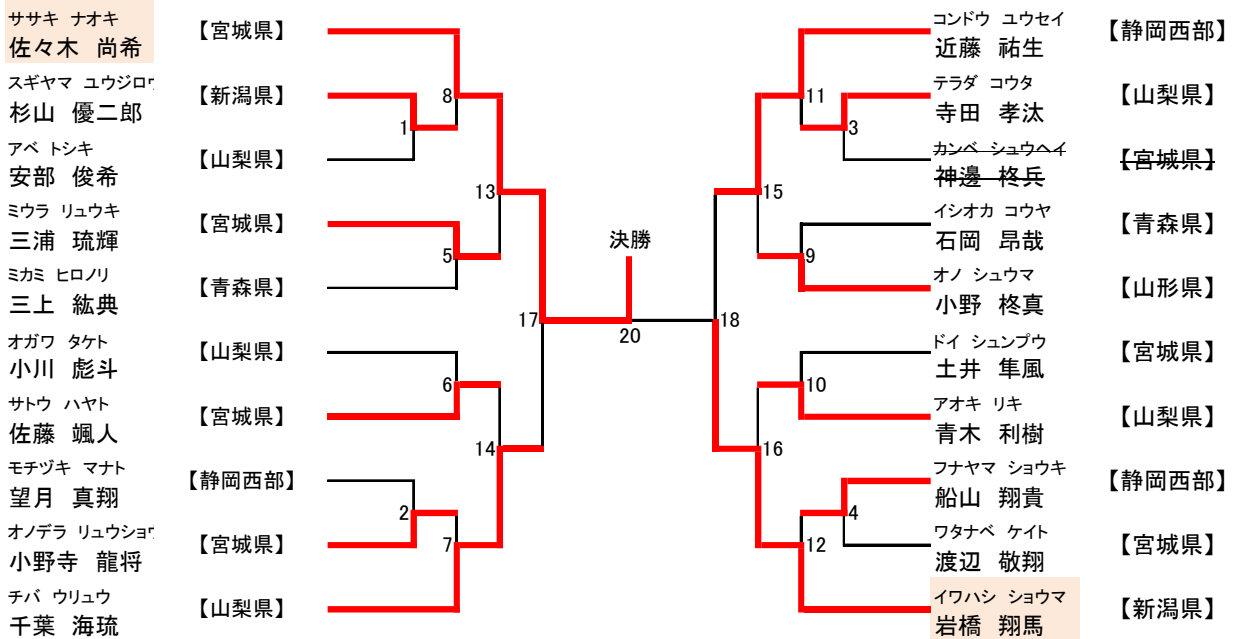 ササキ ナオキ
佐々木 尚希
【宮城県】
スギヤマ ユウジロウ
杉山 優二郎
【新潟県】
アベ トシキ
安部 俊希
【山梨県】
ミウラ リュウキ
三浦 琉輝
【宮城県】
ミカミ ヒロノリ
三上 紘典
【青森県】
オガワ タケト
小川 彪斗
【山梨県】
サトウ ハヤト
佐藤 颯人
【宮城県】
モチヅキ マナト
望月 真翔
【静岡西部】
オノデラ リュウショウ
小野寺 龍将
【宮城県】
チバ ウリュウ
千葉 海琉
【山梨県】
8
1
13
5
17
6
14
2
7
決勝
20
11
3
15
9
18
10
16
4
12
コンドウ ユウセイ
近藤 祐生
【静岡西部】
テラダ コウタ
寺田 孝汰
【山梨県】
カンベ シュウヘイ
神邊 柊兵
【宮城県】
イシオカ コウヤ
石岡 昂哉
【青森県】
オノ シュウマ
小野 柊真
【山形県】
ドイ シュンプウ
土井 隼風
【宮城県】
アオキ リキ
青木 利樹
【山梨県】
フナヤマ ショウキ
船山 翔貴
【静岡西部】
ワタナベ ケイト
渡辺 敬翔
【宮城県】
イワハシ ショウマ
岩橋 翔馬
【新潟県】